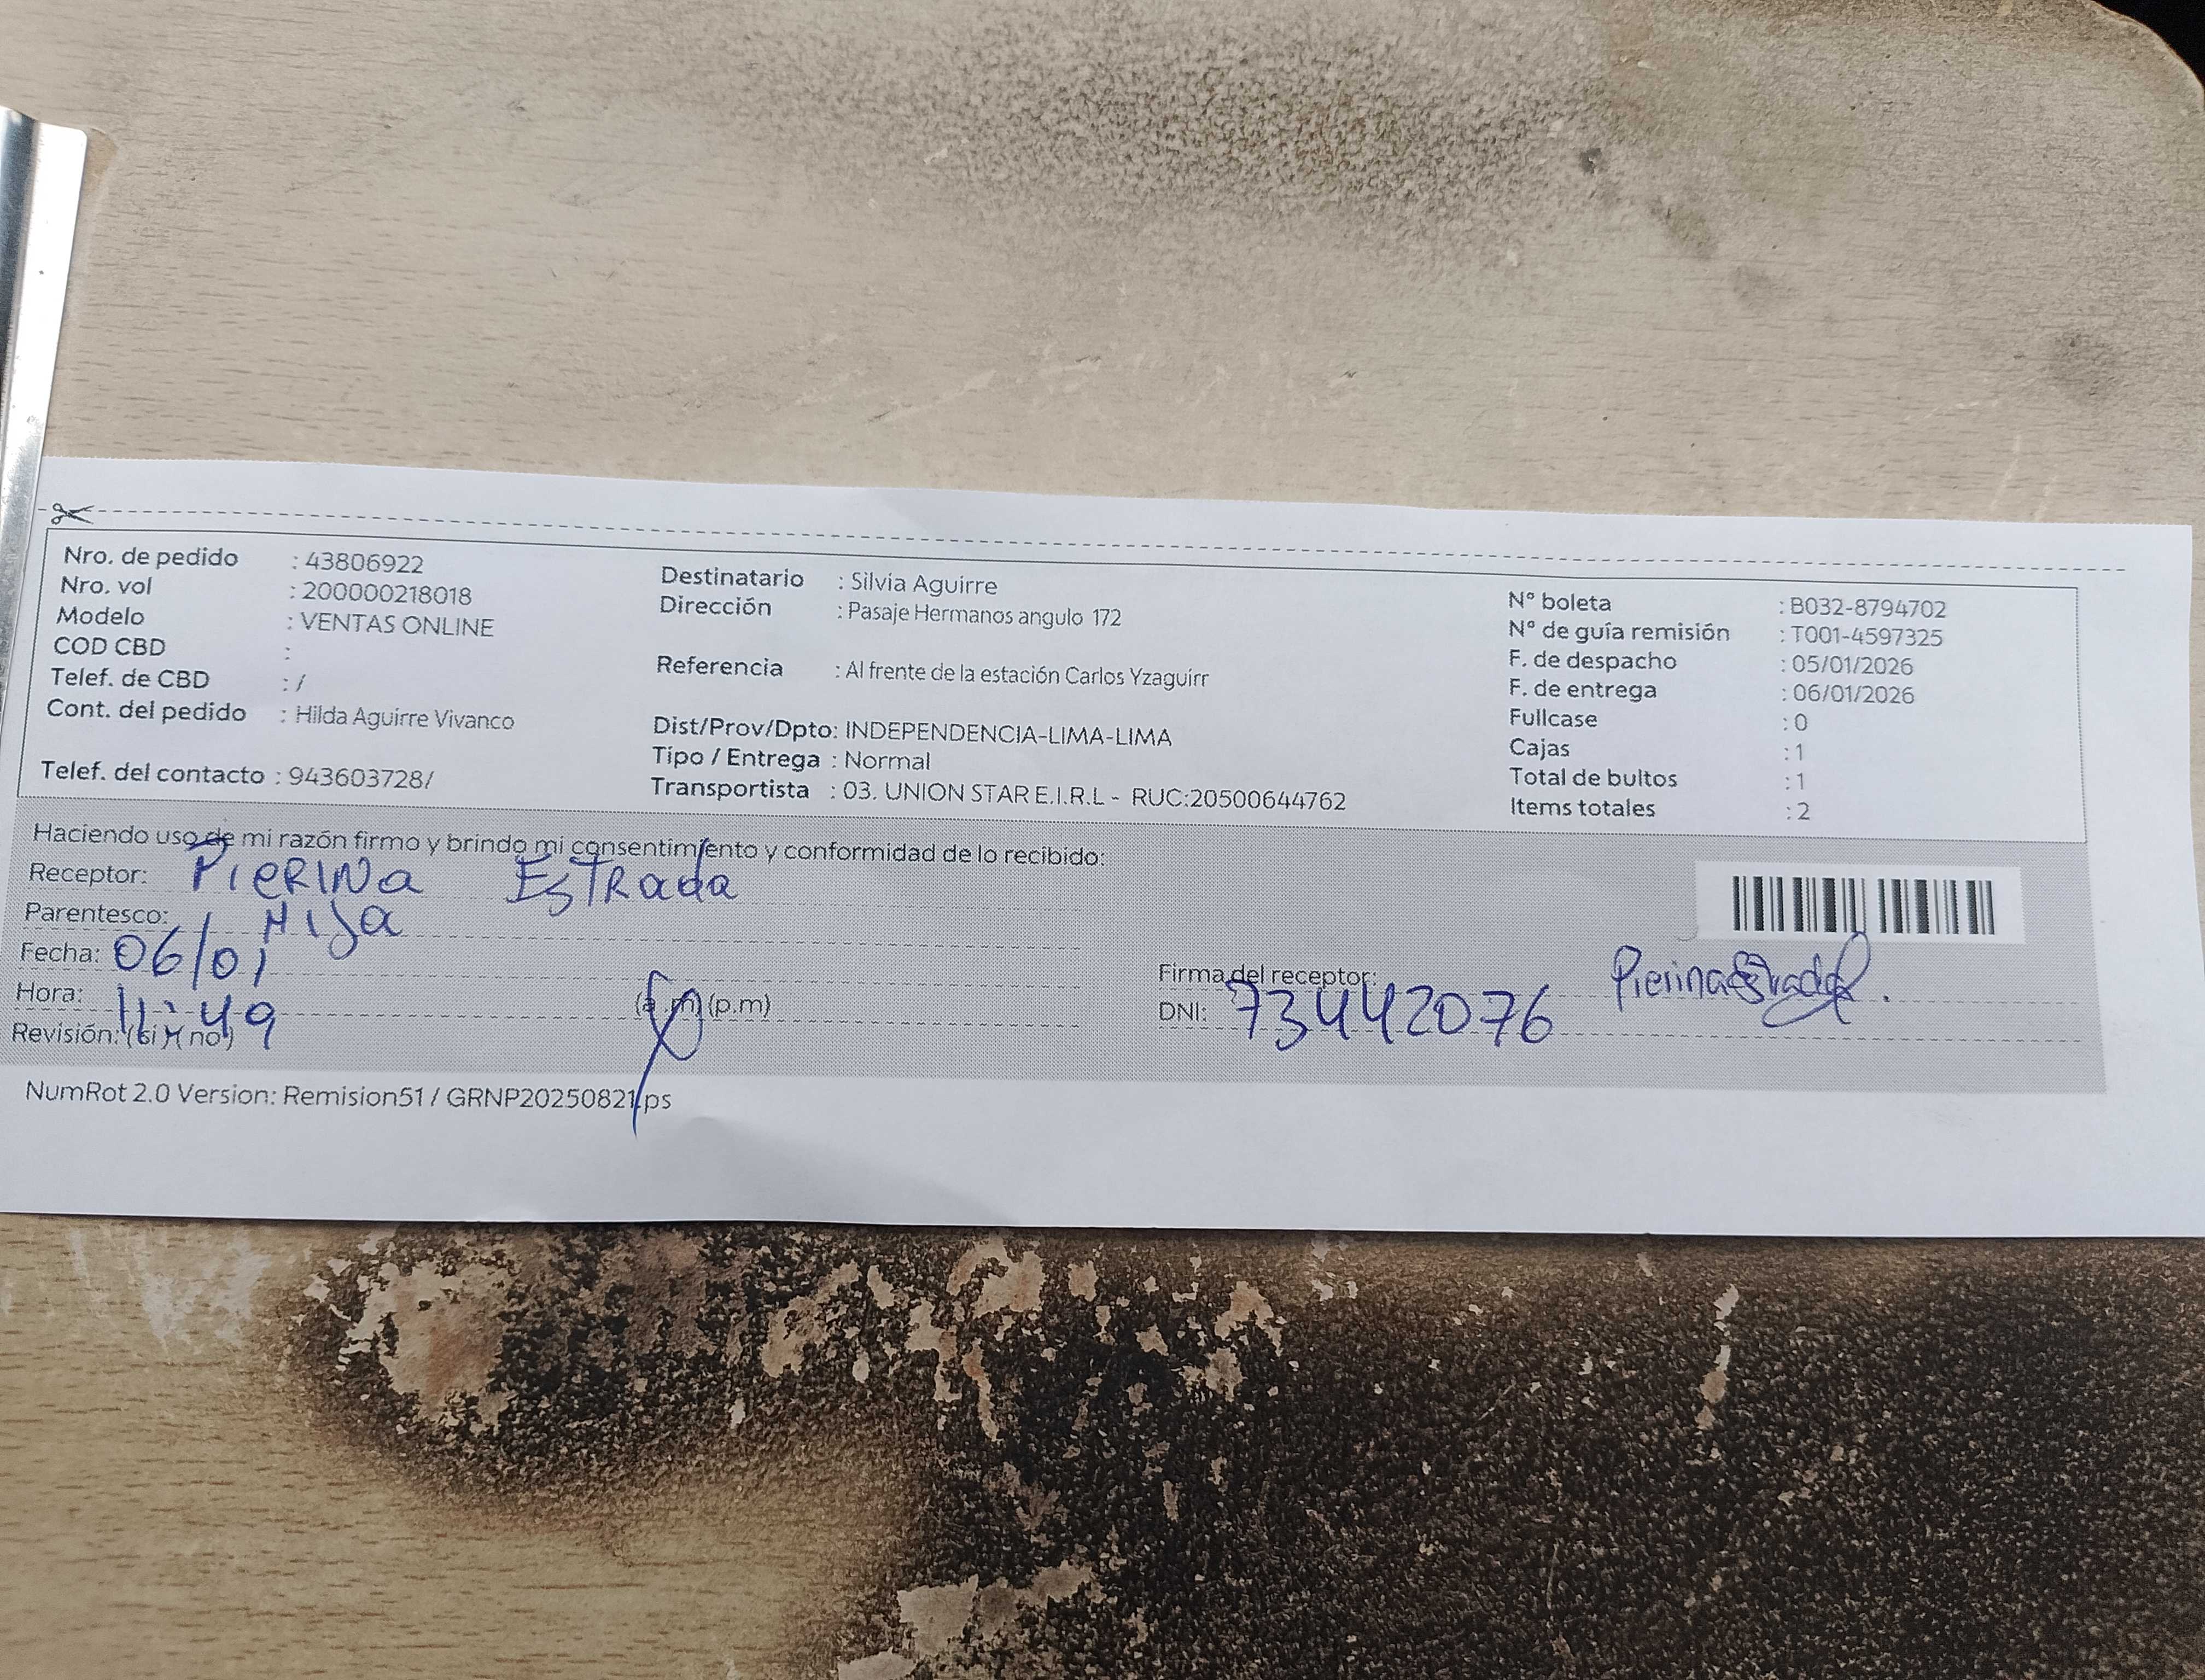 Nro. de pedido : 43806922
Nro. vol : 200000218018
Modelo : VENTAS ONLINE
COD CBD :
Telef. de CBD : /
Cont. del pedido : Hilda Aguirre Vivanco
Telef. del contacto : 943603728/
Destinatario : Silvia Aguirre
Dirección : Pasaje Hermanos angulo 172
Referencia : Al frente de la estación Carlos Yzaguirr
Dist/Prov/Dpto: INDEPENDENCIA-LIMA-LIMA
Tipo / Entrega : Normal
Transportista : 03. UNION STAR E.I.R.L - RUC:20500644762
N° boleta : B032-8794702
N° de guía remisión : T001-4597325
F. de despacho : 05/01/2026
F. de entrega : 06/01/2026
Fullcase : 0
Cajas : 1
Total de bultos : 1
Items totales : 2
Haciendo uso de mi razón firmo y brindo mi consentimiento y conformidad de lo recibido:
Receptor: PIERINa ESTRada
Parentesco: HIJa
Fecha: 06/01
Hora: 11:49 (a.m) (p.m)
Revisión: (si) (no)
Firma del receptor: Pierina Estrada
DNI: 73442076
NumRot 2.0 Version: Remision51 / GRNP20250821.ps